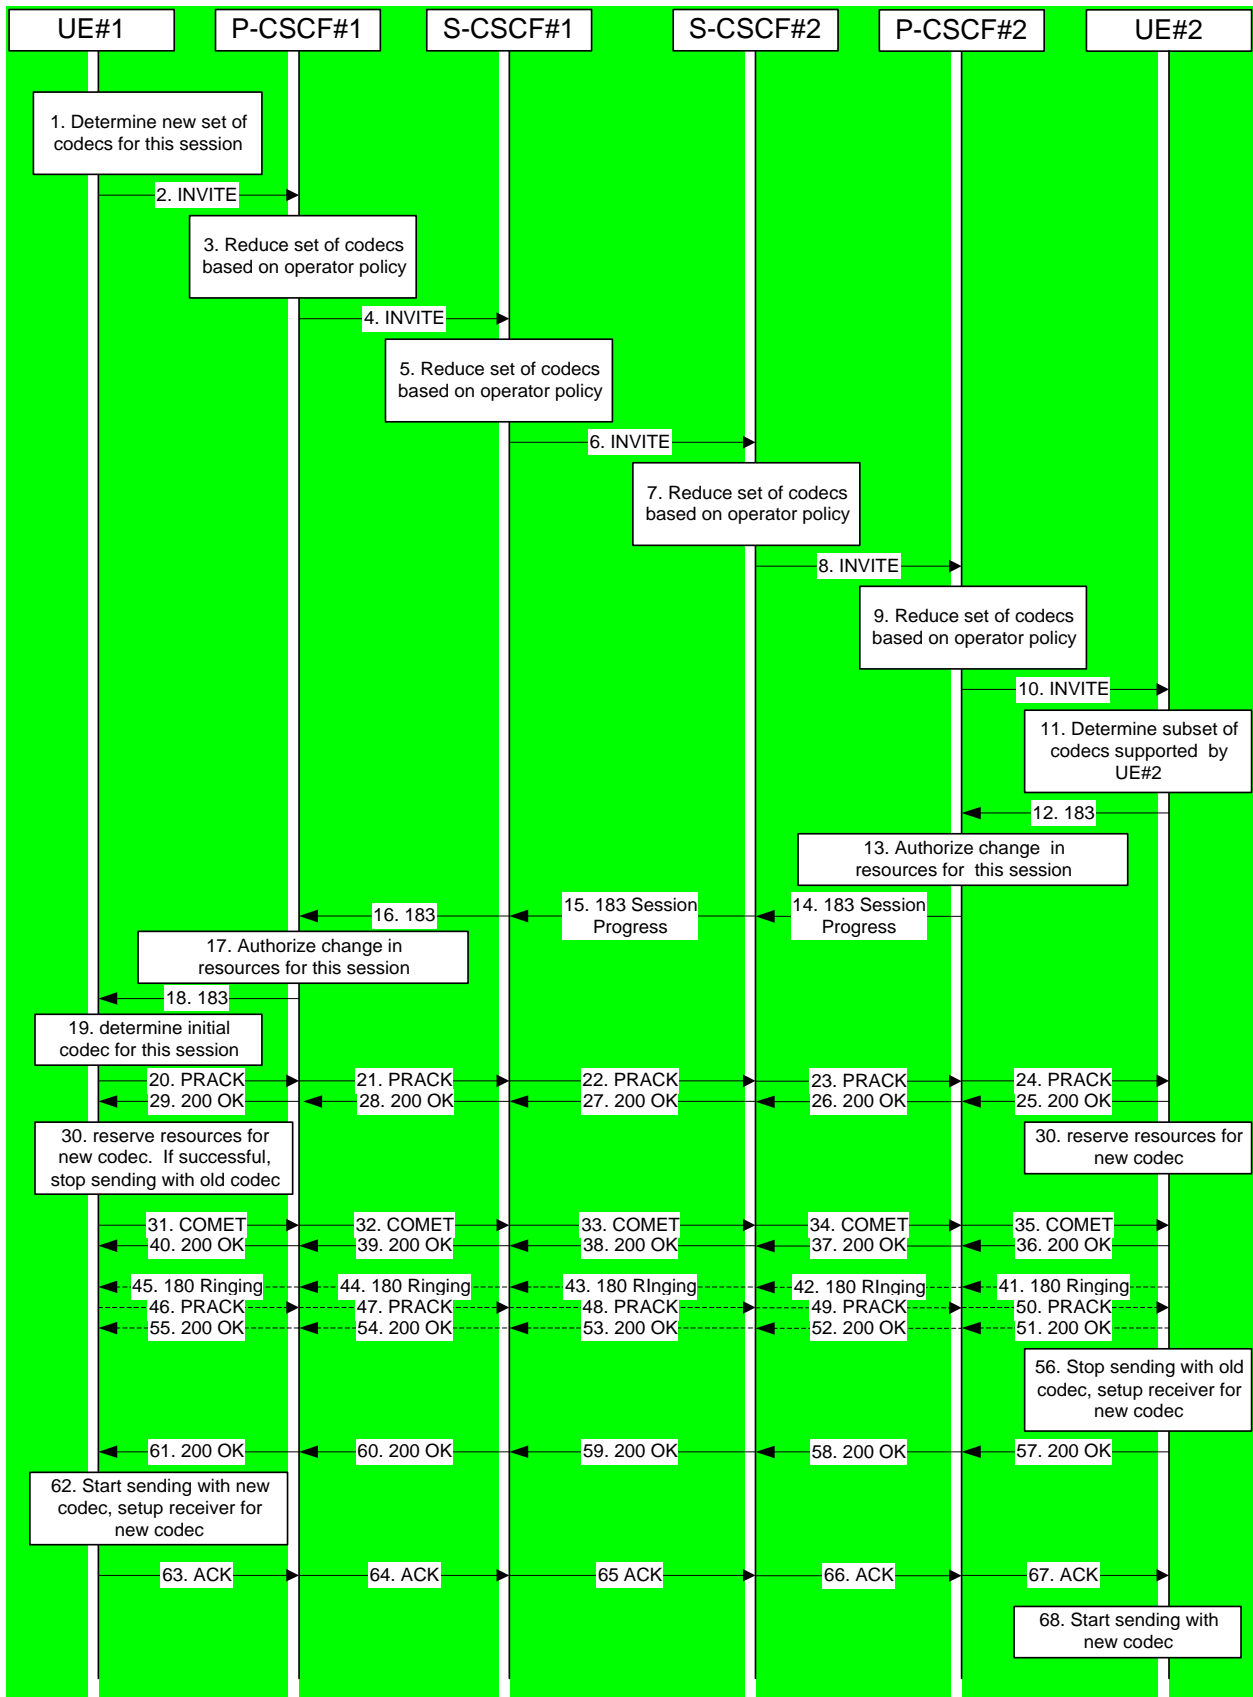 UE#1
P-CSCF#1
S-CSCF#1
S-CSCF#2
P-CSCF#2
UE#2
1. Determine new set of
codecs for this session
2. INVITE
3. Reduce set of codecs
based on operator policy
4. INVITE
5. Reduce set of codecs
based on operator policy
6. INVITE
7. Reduce set of codecs
based on operator policy
8. INVITE
9. Reduce set of codecs
based on operator policy
10. INVITE
11. Determine subset of
codecs supported by
UE#2
12. 183
13. Authorize change in
resources for this session
14. 183 Session
Progress
15. 183 Session
Progress
16. 183
17. Authorize change in
resources for this session
18. 183
19. determine initial
codec for this session
20. PRACK
21. PRACK
22. PRACK
23. PRACK
24. PRACK
29. 200 OK
28. 200 OK
27. 200 OK
26. 200 OK
25. 200 OK
30. reserve resources for
new codec. If successful,
stop sending with old codec
30. reserve resources for
new codec
31. COMET
32. COMET
33. COMET
34. COMET
35. COMET
40. 200 OK
39. 200 OK
38. 200 OK
37. 200 OK
36. 200 OK
45. 180 Ringing
44. 180 Ringing
43. 180 RInging
42. 180 RInging
41. 180 Ringing
46. PRACK
47. PRACK
48. PRACK
49. PRACK
50. PRACK
55. 200 OK
54. 200 OK
53. 200 OK
52. 200 OK
51. 200 OK
56. Stop sending with old
codec, setup receiver for
new codec
61. 200 OK
60. 200 OK
59. 200 OK
58. 200 OK
57. 200 OK
62. Start sending with new
codec, setup receiver for
new codec
63. ACK
64. ACK
65 ACK
66. ACK
67. ACK
68. Start sending with
new codec